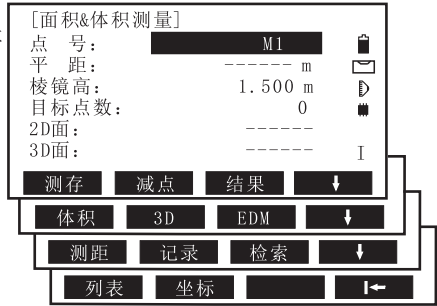 [面积&体积测量]
点 号： M1
平 距： ------ m
棱镜高： 1.500 m
目标点数： 0
2D面： ------
3D面： ------ I
测存 减点 结果 ↓
体积 3D EDM ↓
测距 记录 检索 ↓
列表 坐标 I←